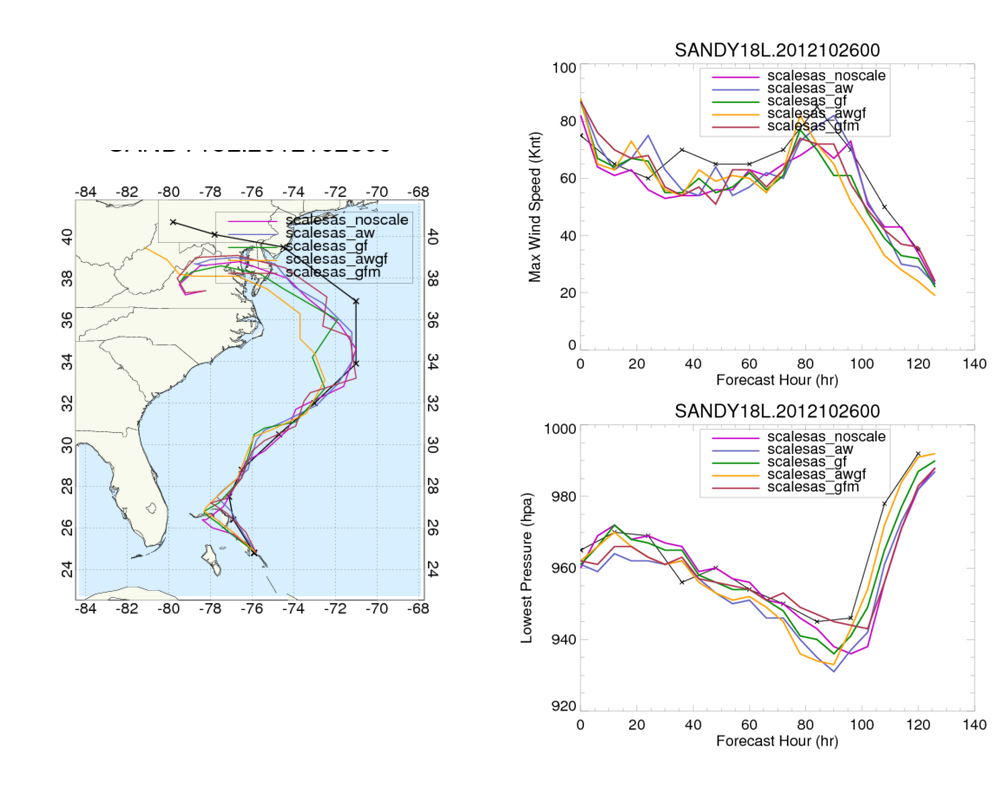 -84 -82 -80 -78 -76 -74 -72 -70 -68
40 40
38 38
36 36
34 34
32 32
30 30
28 28
26 26
24 24
-84 -82 -80 -78 -76 -74 -72 -70 -68
scalesas_noscale
scalesas_aw
scalesas_gf
scalesas_awgf
scalesas_gfm
SANDY18L.2012102600
100
80
60
40
20
0
Max Wind Speed (Knt)
scalesas_noscale
scalesas_aw
scalesas_gf
scalesas_awgf
scalesas_gfm
0 20 40 60 80 100 120 140
Forecast Hour (hr)
SANDY18L.2012102600
1000
980
960
940
920
Lowest Pressure (hpa)
scalesas_noscale
scalesas_aw
scalesas_gf
scalesas_awgf
scalesas_gfm
0 20 40 60 80 100 120 140
Forecast Hour (hr)